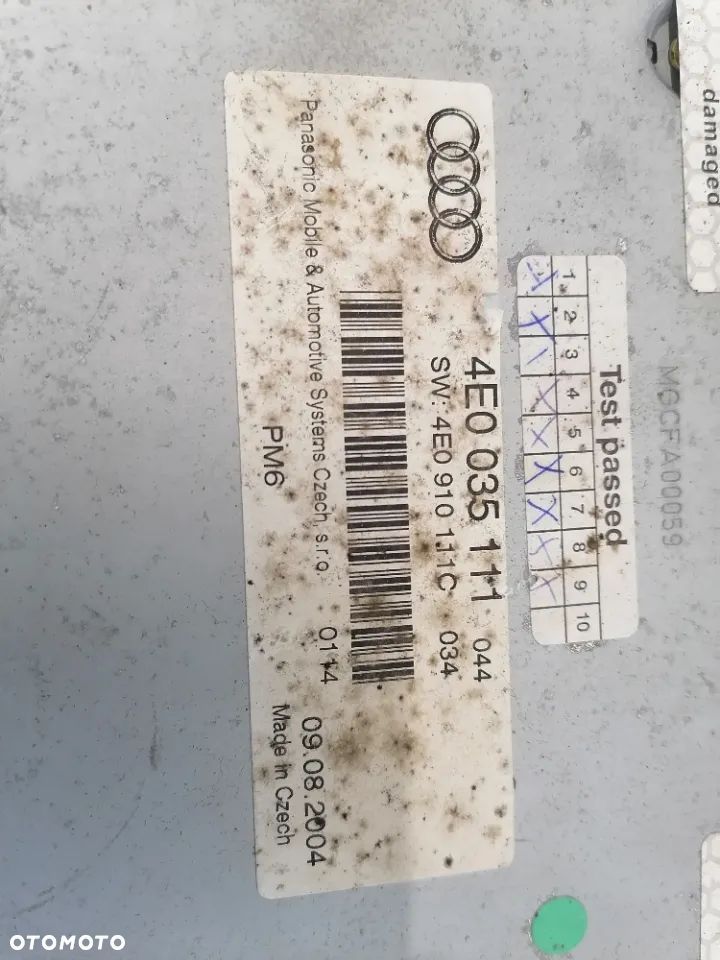 damaged
MGCFA00059
Test passed
1 2 3 4 5 6 7 8 9 10
4E0 035 111 044
SW: 4E0 910 111C 034
0114
Panasonic Mobile & Automotive Systems Czech, s.r.o.
09.08.2004
PM6
Made in Czech
OTOMOTO